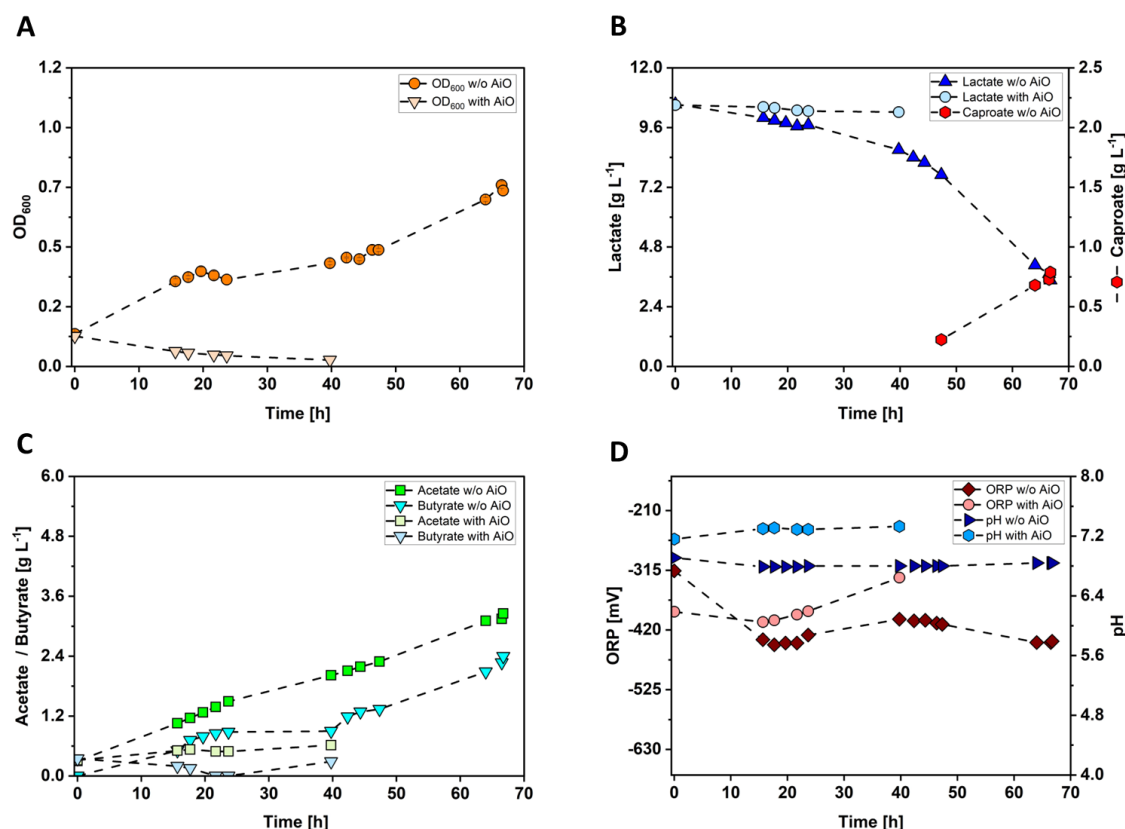 A
1.2
1.0
0.7
0.5
0.2
0.0
OD600
OD600 w/o AiO
OD600 with AiO
0 10 20 30 40 50 60 70
Time [h]
B
12.0
9.6
7.2
4.8
2.4
0.0
Lactate [g L-1]
Lactate w/o AiO
Lactate with AiO
Caproate w/o AiO
2.5
2.0
1.5
1.0
0.5
0.0
Caproate [g L-1]
0 10 20 30 40 50 60 70
Time [h]
C
6.0
4.8
3.6
2.4
1.2
0.0
Acetate / Butyrate [g L-1]
Acetate w/o AiO
Butyrate w/o AiO
Acetate with AiO
Butyrate with AiO
0 10 20 30 40 50 60 70
Time [h]
D
-210
-315
-420
-525
-630
ORP [mV]
ORP w/o AiO
ORP with AiO
pH w/o AiO
pH with AiO
8.0
7.2
6.4
5.6
4.8
4.0
pH
0 10 20 30 40 50 60 70
Time [h]